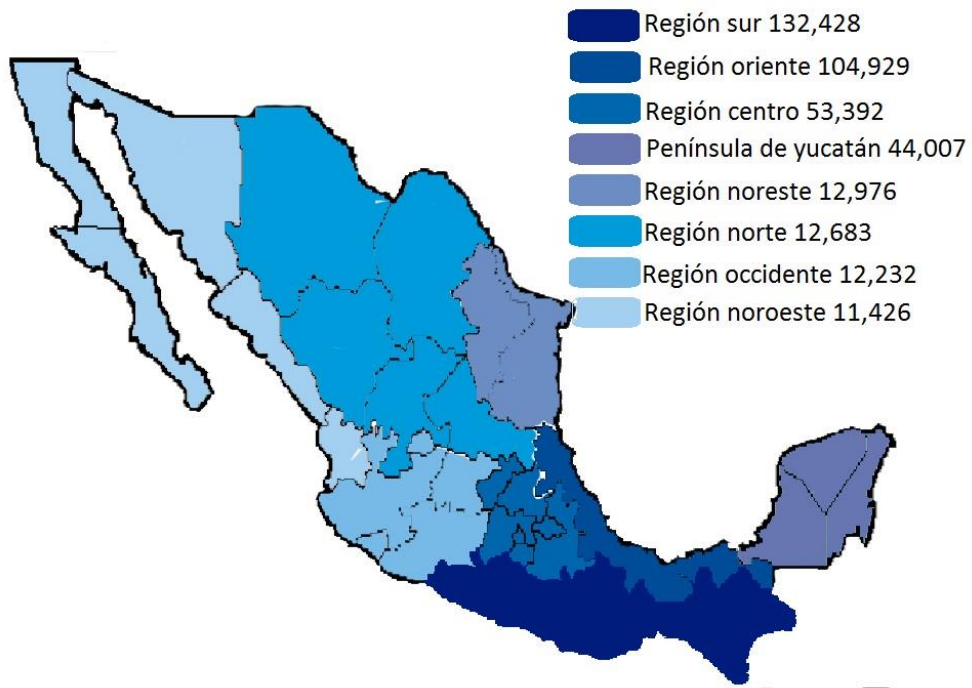 Región sur 132,428
Región oriente 104,929
Región centro 53,392
Península de yucatán 44,007
Región noreste 12,976
Región norte 12,683
Región occidente 12,232
Región noroeste 11,426